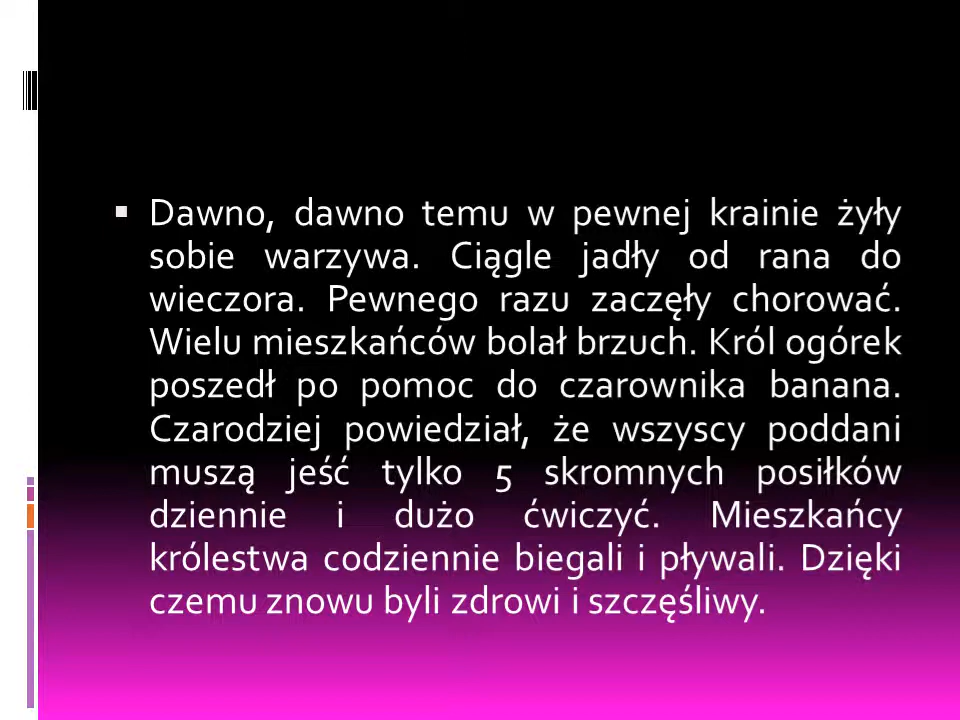 Dawno, dawno temu w pewnej krainie żyły
sobie warzywa. Ciągle jadły od rana do
wieczora. Pewnego razu zaczęły chorować.
Wielu mieszkańców bolał brzuch. Król ogórek
poszedł po pomoc do czarownika banana.
Czarodziej powiedział, że wszyscy poddani
muszą jeść tylko 5 skromnych posiłków
dziennie i dużo ćwiczyć. Mieszkańcy
królestwa codziennie biegali i pływali. Dzięki
czemu znowu byli zdrowi i szczęśliwy.